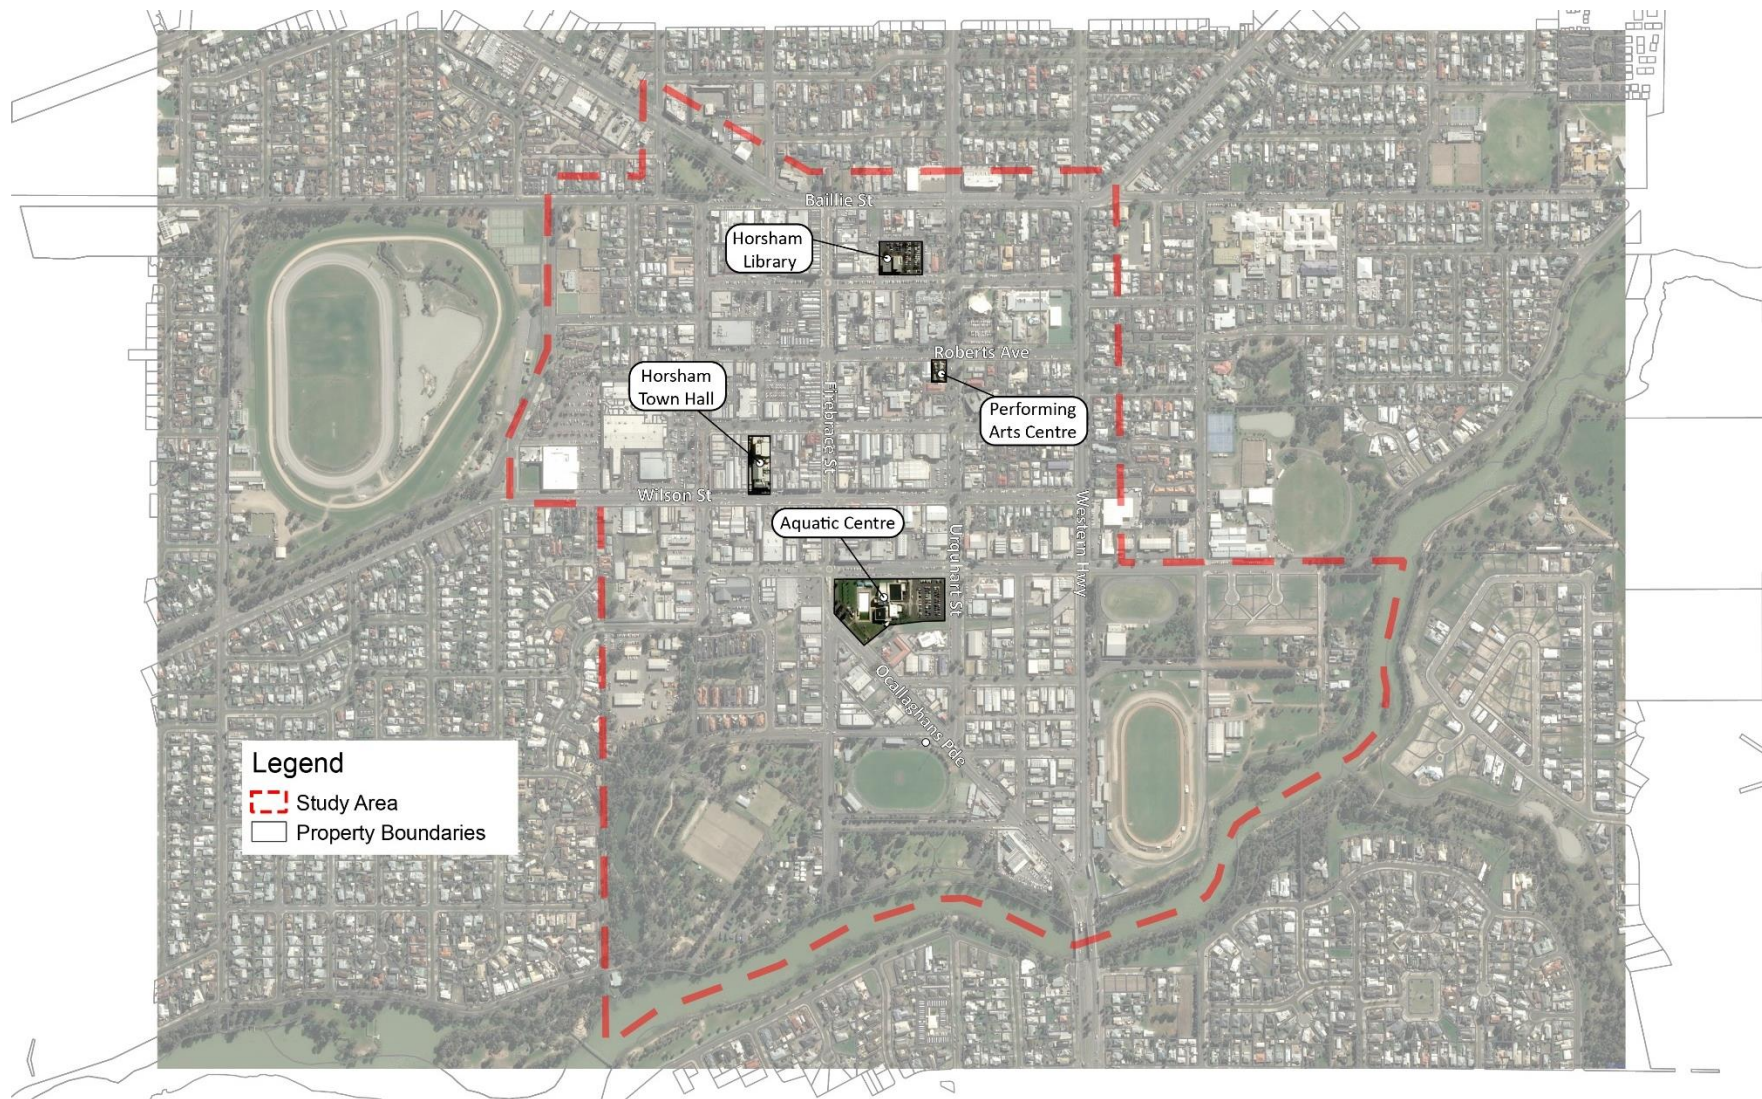 Baillie St
Horsham
Library
Roberts Ave
Horsham
Town Hall
Performing
Arts Centre
Firebrace St
Wilson St
Western Hwy
Aquatic Centre
Urquhart St
Ocallaghans Pde
Legend
Study Area
Property Boundaries